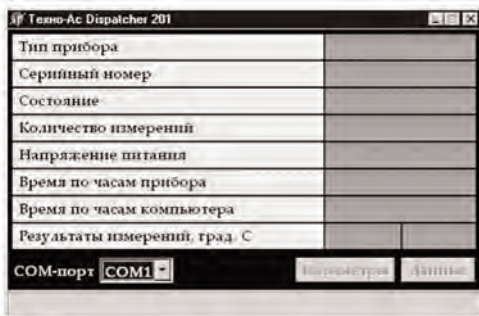 Техно-Ас Dispatcher 201
Тип прибора
Серийный номер
Состояние
Количество измерений
Напряжение питания
Время по часам прибора
Время по часам компьютера
Результаты измерений, град. С
COM-порт COM1 Параметры Данные